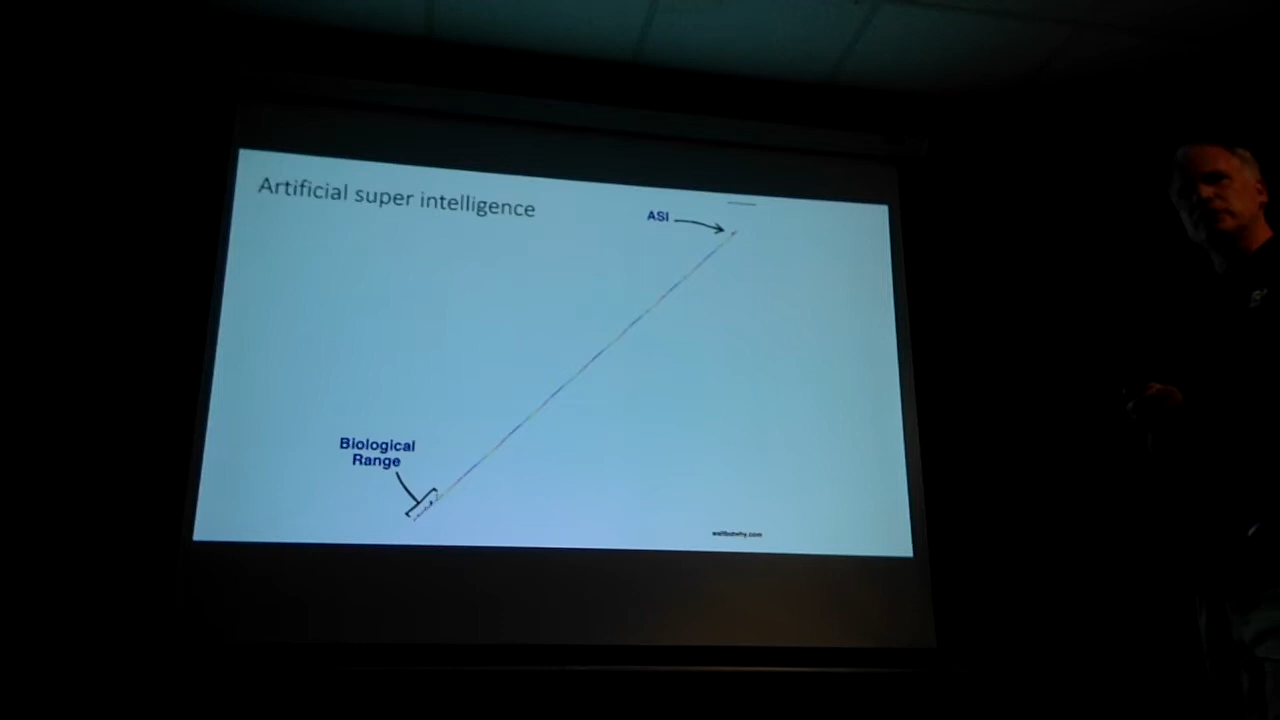 Artificial super intelligence
ASI
Biological
Range
waitbutwhy.com